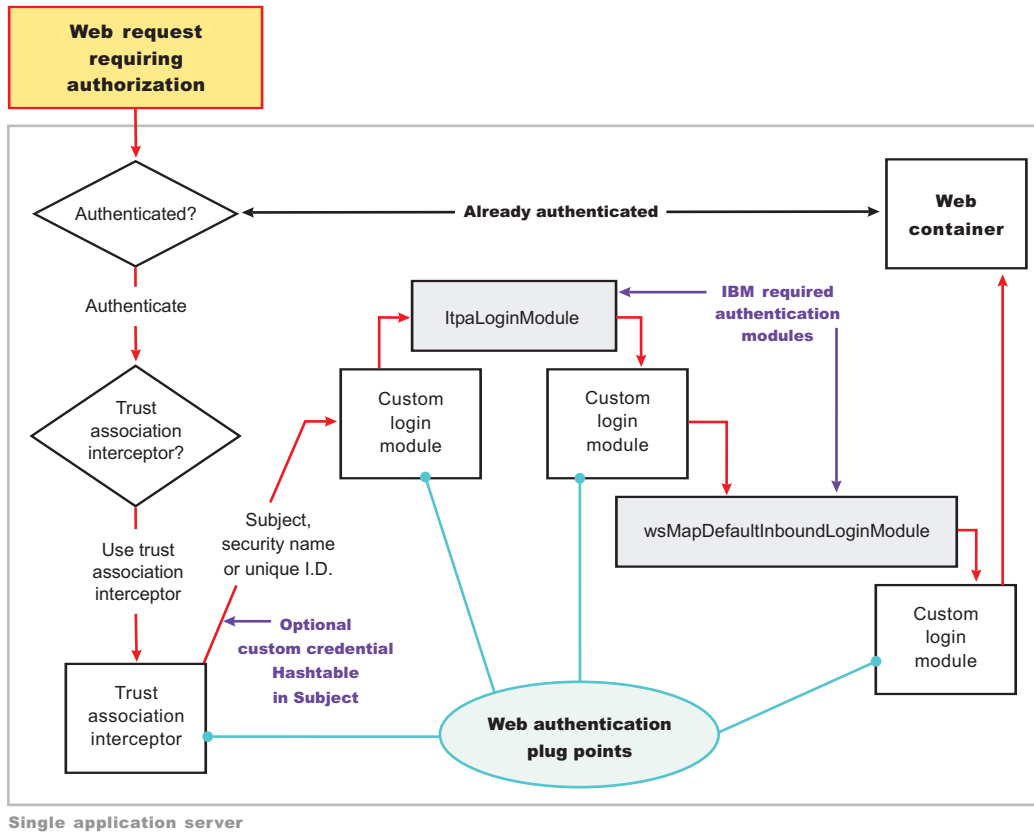 Web request
requiring
authorization
Authenticated?
Already authenticated
Web
container
Authenticate
ltpaLoginModule
IBM required
authentication
modules
Trust
association
interceptor?
Custom
login
module
Custom
login
module
Subject,
security name
or unique I.D.
wsMapDefaultInboundLoginModule
Use trust
association
interceptor
Optional
custom credential
Hashtable
in Subject
Custom
login
module
Trust
association
interceptor
Web authentication
plug points
Single application server